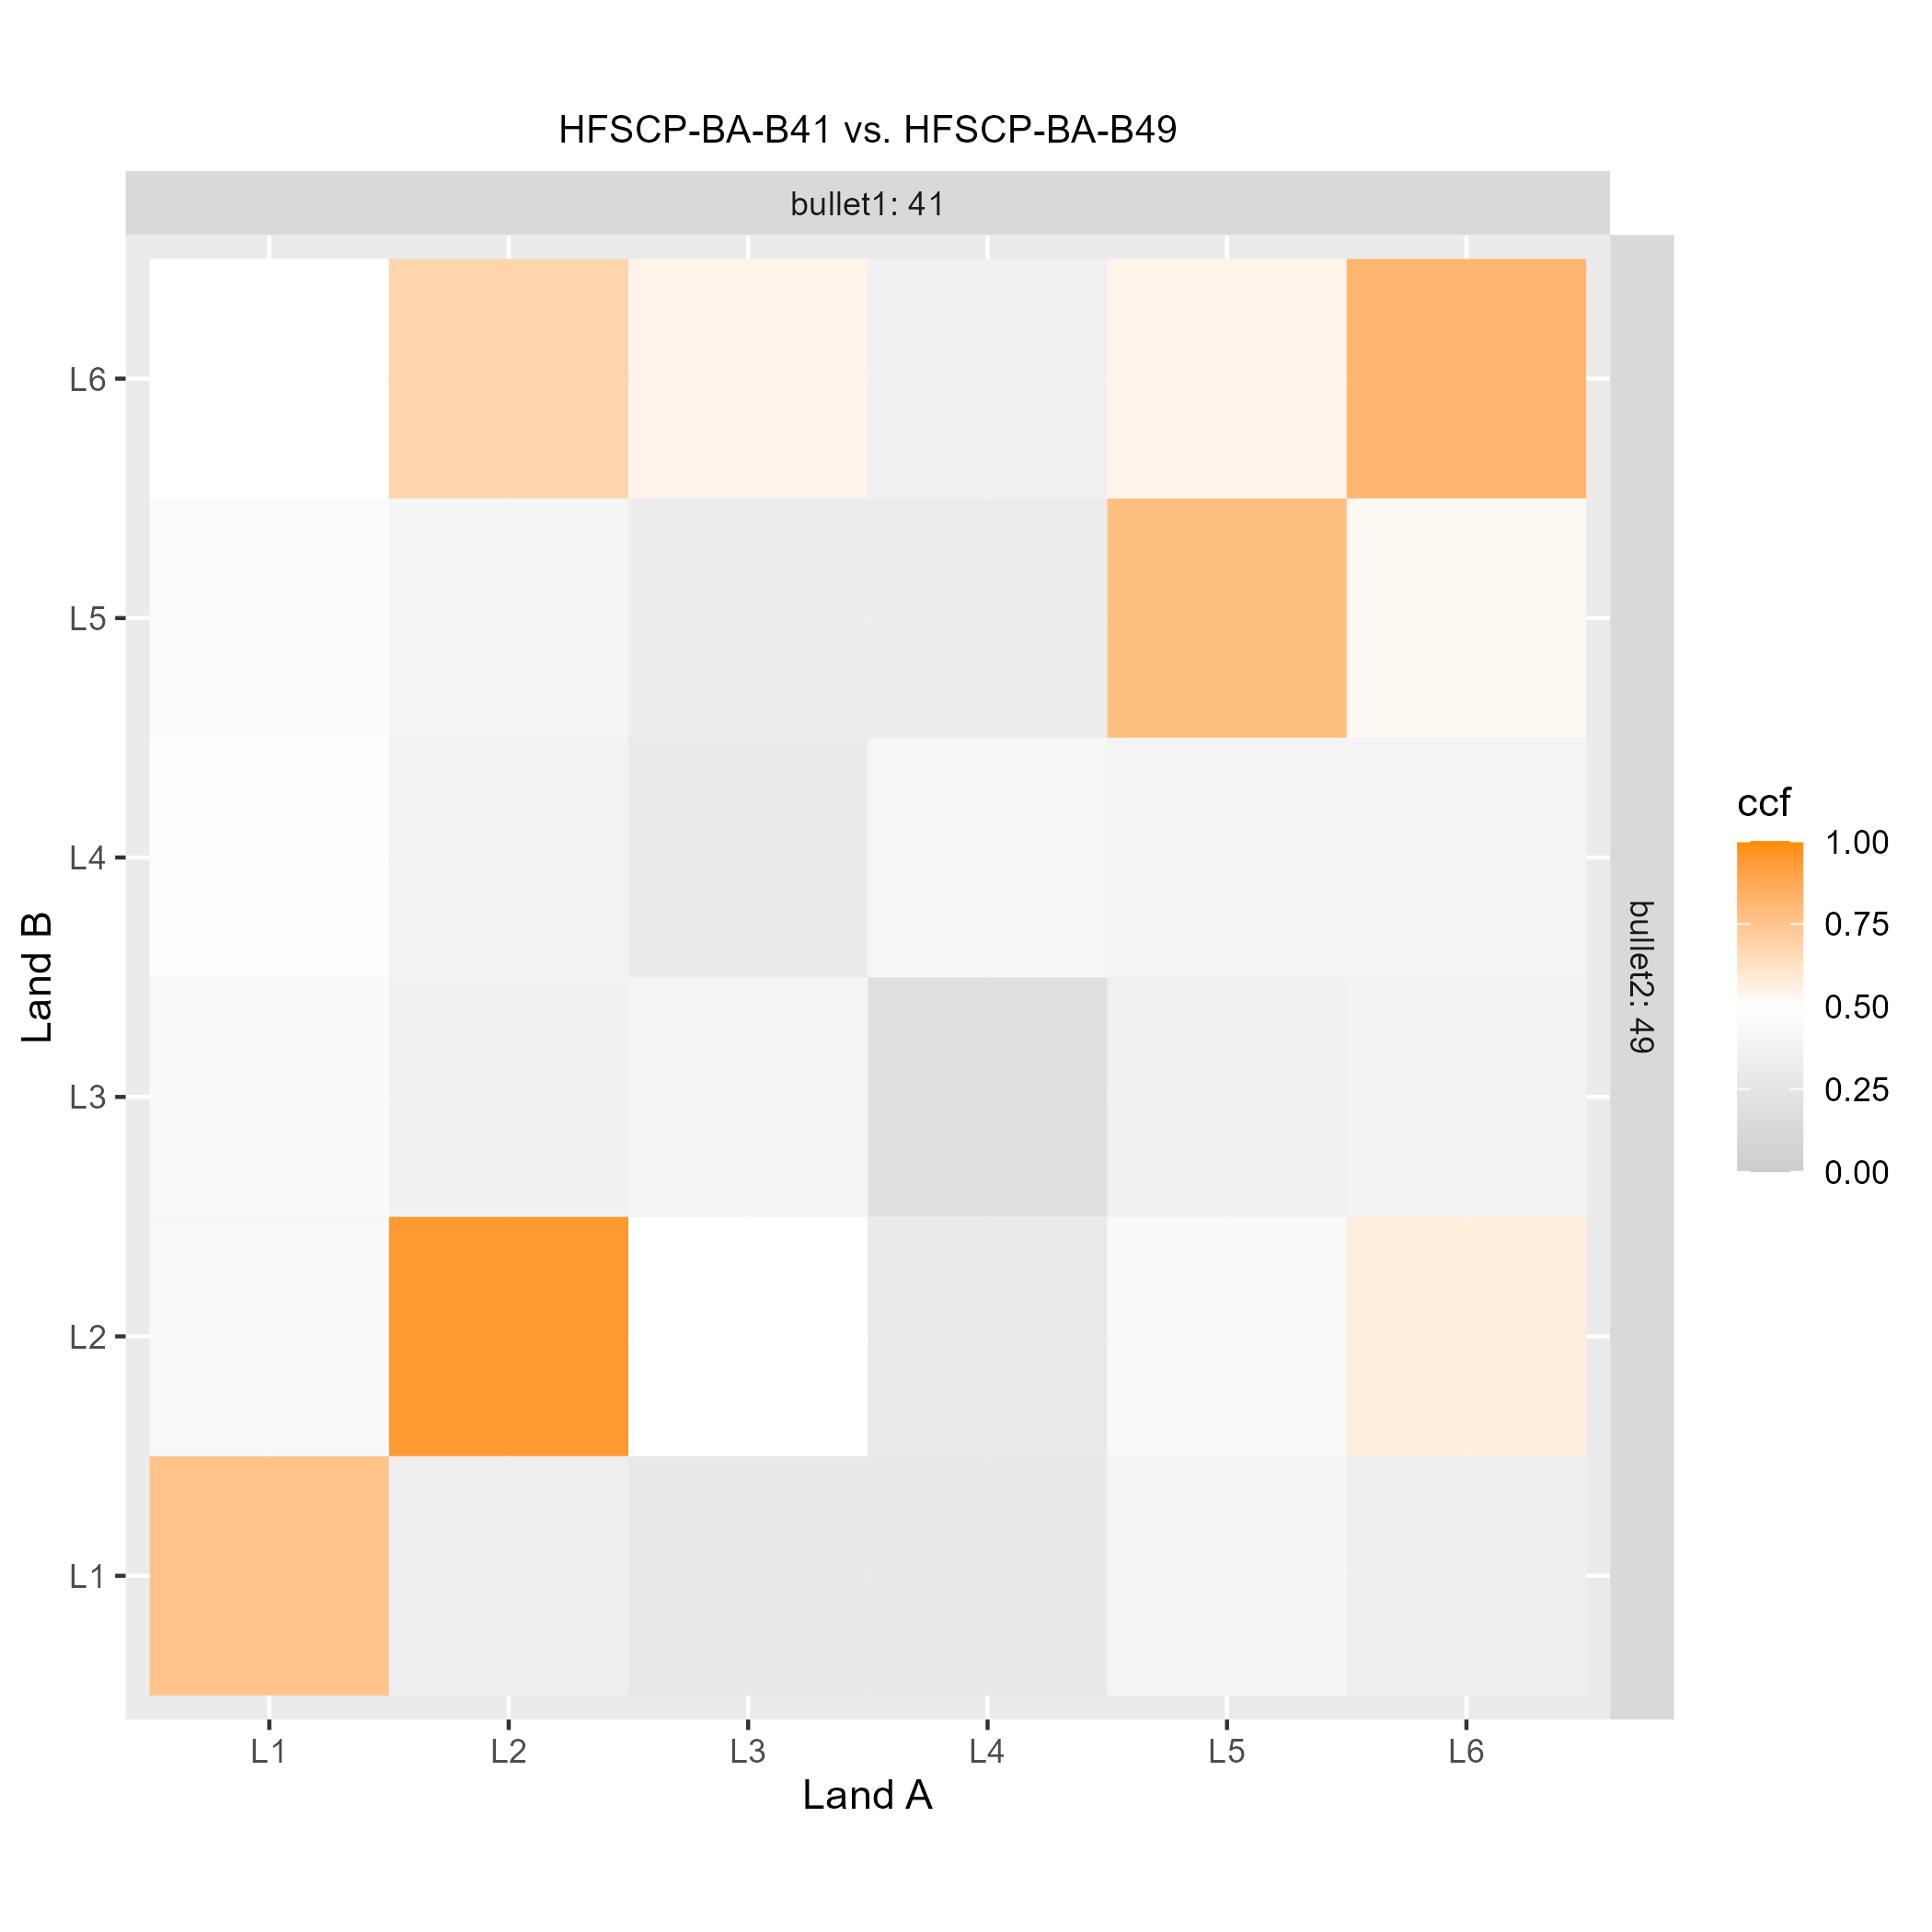 HFSCP-BA-B41 vs. HFSCP-BA-B49
bullet1: 41
L6
L5
L4
L3
L2
L1
Land B
L1 L2 L3 L4 L5 L6
Land A
bullet2: 49
ccf
1.00
0.75
0.50
0.25
0.00